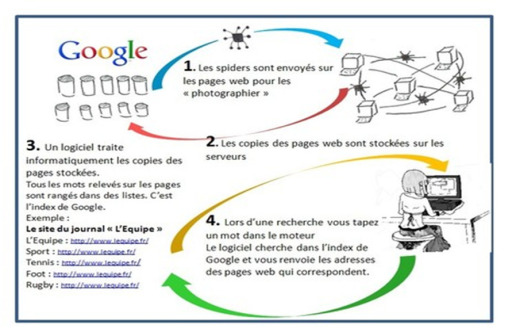 Google
1. Les spiders sont envoyés sur
les pages web pour les
« photographier »
2. Les copies des pages web sont stockées sur les
serveurs
3. Un logiciel traite
informatiquement les copies des
pages stockées.
Tous les mots relevés sur les pages
sont rangés dans des listes. C’est
l’index de Google.
Exemple :
Le site du journal « L’Equipe »
L’Equipe : http://www.lequipe.fr/
Sport : http://www.lequipe.fr/
Tennis : http://www.lequipe.fr/
Foot : http://www.lequipe.fr/
Rugby : http://www.lequipe.fr/
4. Lors d’une recherche vous tapez
un mot dans le moteur
Le logiciel cherche dans l’index de
Google et vous renvoie les adresses
des pages web qui correspondent.